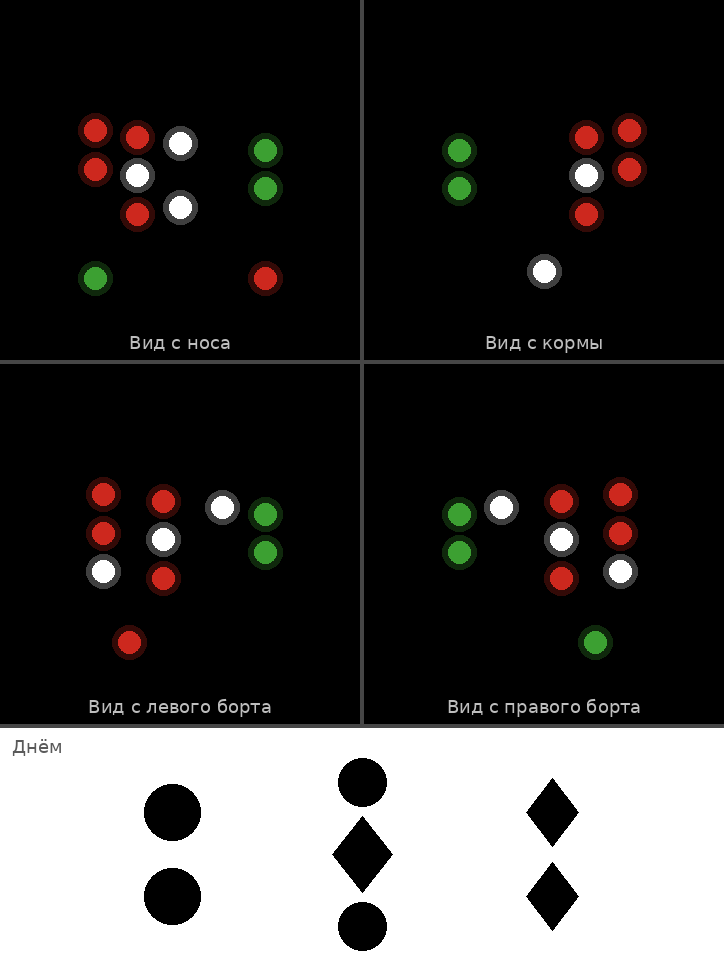 Вид с носа
Вид с кормы
Вид с левого борта
Вид с правого борта
Днём